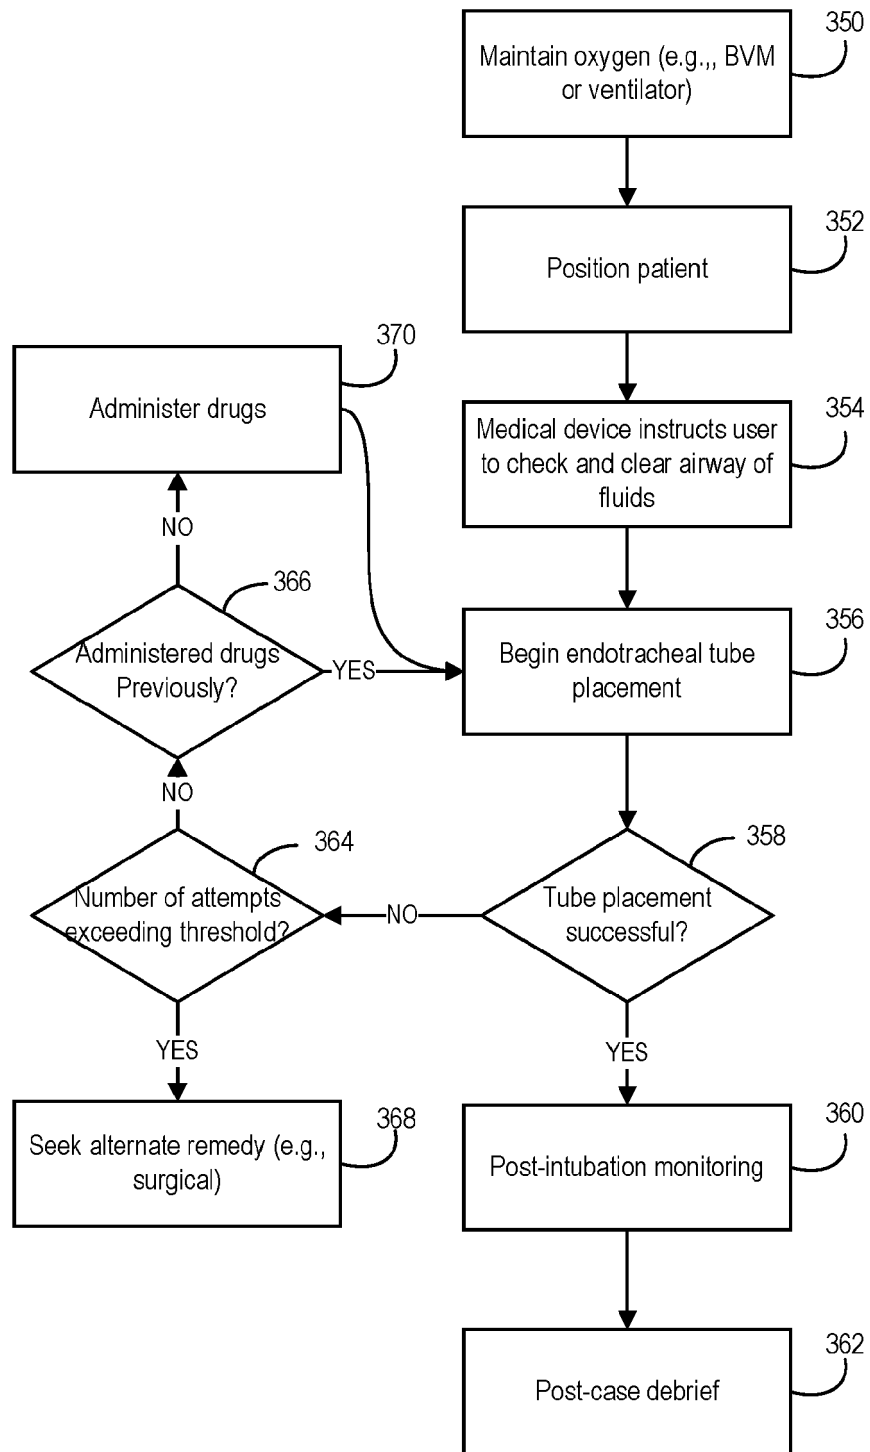 350
Maintain oxygen (e.g.,, BVM
or ventilator)
352
Position patient
370
Administer drugs
354
Medical device instructs user
to check and clear airway of
fluids
NO
366
Administered drugs
Previously?
YES
356
Begin endotracheal tube
placement
NO
364
Number of attempts
exceeding threshold?
NO
358
Tube placement
successful?
YES
YES
368
Seek alternate remedy (e.g.,
surgical)
360
Post-intubation monitoring
362
Post-case debrief